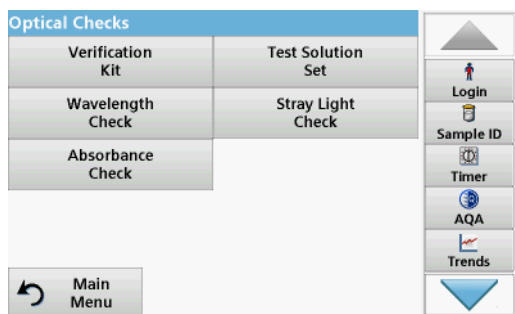 Optical Checks
Verification
Kit
Test Solution
Set
Wavelength
Check
Stray Light
Check
Absorbance
Check
Main
Menu
Login
Sample ID
Timer
AQA
Trends